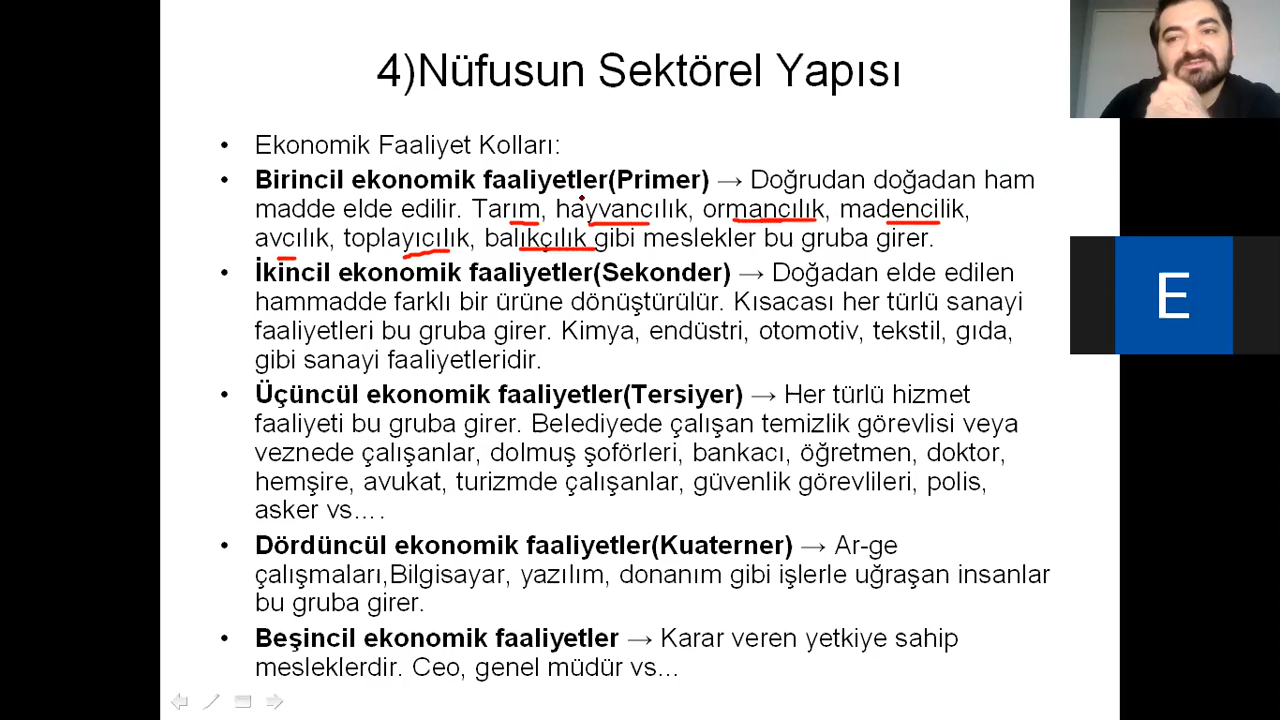 4)Nüfusun Sektörel Yapısı
• Ekonomik Faaliyet Kolları:
• Birincil ekonomik faaliyetler(Primer) → Doğrudan doğadan ham
madde elde edilir. Tarım, hayvancılık, ormancılık, madencilik,
avcılık, toplayıcılık, balıkçılık gibi meslekler bu gruba girer.
• İkincil ekonomik faaliyetler(Sekonder) → Doğadan elde edilen
hammadde farklı bir ürüne dönüştürülür. Kısacası her türlü sanayi
faaliyetleri bu gruba girer. Kimya, endüstri, otomotiv, tekstil, gıda,
gibi sanayi faaliyetleridir.
• Üçüncül ekonomik faaliyetler(Tersiyer) → Her türlü hizmet
faaliyeti bu gruba girer. Belediyede çalışan temizlik görevlisi veya
veznede çalışanlar, dolmuş şoförleri, bankacı, öğretmen, doktor,
hemşire, avukat, turizmde çalışanlar, güvenlik görevlileri, polis,
asker vs….
• Dördüncül ekonomik faaliyetler(Kuaterner) → Ar-ge
çalışmaları,Bilgisayar, yazılım, donanım gibi işlerle uğraşan insanlar
bu gruba girer.
• Beşincil ekonomik faaliyetler → Karar veren yetkiye sahip
mesleklerdir. Ceo, genel müdür vs...
E